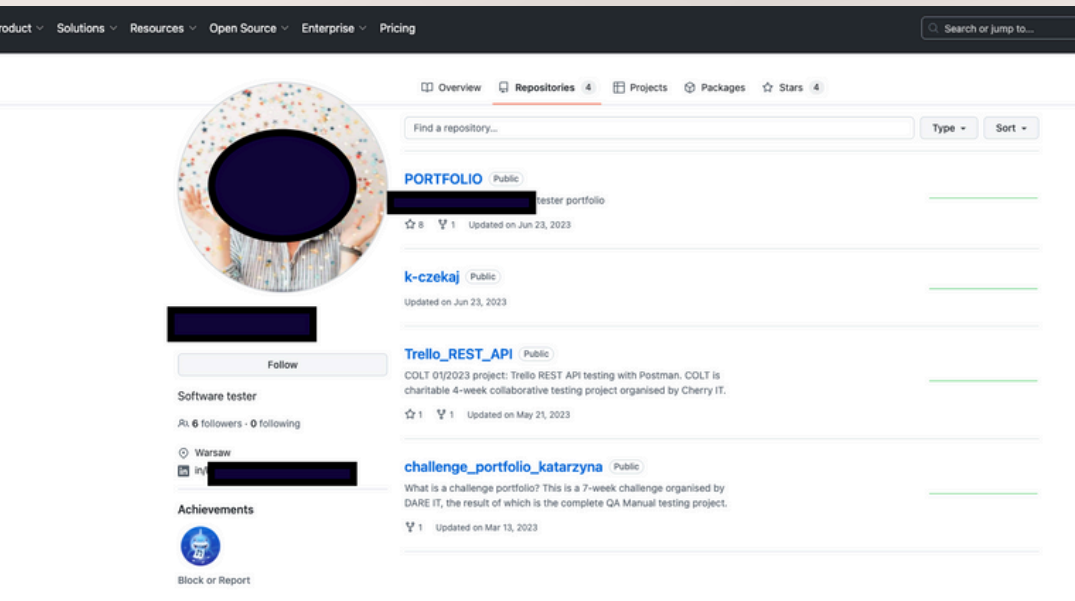 roduct Solutions Resources Open Source Enterprise Pricing
Search or jump to...
Overview Repositories 4 Projects Packages Stars 4
Find a repository...
Type Sort
PORTFOLIO Public
tester portfolio
8 1 Updated on Jun 23, 2023
k-czekaj Public
Updated on Jun 23, 2023
Trello_REST_API Public
COLT 01/2023 project: Trello REST API testing with Postman. COLT is
charitable 4-week collaborative testing project organised by Cherry IT.
1 1 Updated on May 21, 2023
challenge_portfolio_katarzyna Public
What is a challenge portfolio? This is a 7-week challenge organised by
DARE IT, the result of which is the complete QA Manual testing project.
1 Updated on Mar 13, 2023
Follow
Software tester
6 followers · 0 following
Warsaw
in/
Achievements
Block or Report